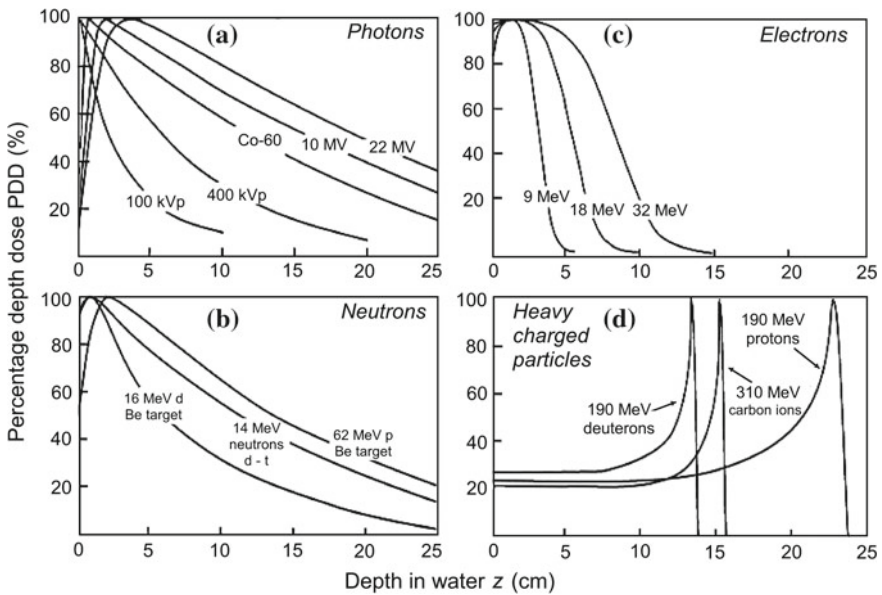 Percentage depth dose PDD (%)
100
80
60
40
20
(a)
Photons
Co-60
10 MV
22 MV
100 kVp
400 kVp
0
5
10
15
20
25
100
80
60
40
20
(c)
Electrons
9 MeV
18 MeV
32 MeV
0
5
10
15
20
25
100
80
60
40
20
(b)
Neutrons
16 MeV d
Be target
14 MeV
neutrons
d - t
62 MeV p
Be target
0
5
10
15
20
25
100
80
60
40
20
Heavy
charged
particles
(d)
190 MeV
protons
190 MeV
deuterons
310 MeV
carbon ions
0
5
10
15
20
25
Depth in water z (cm)